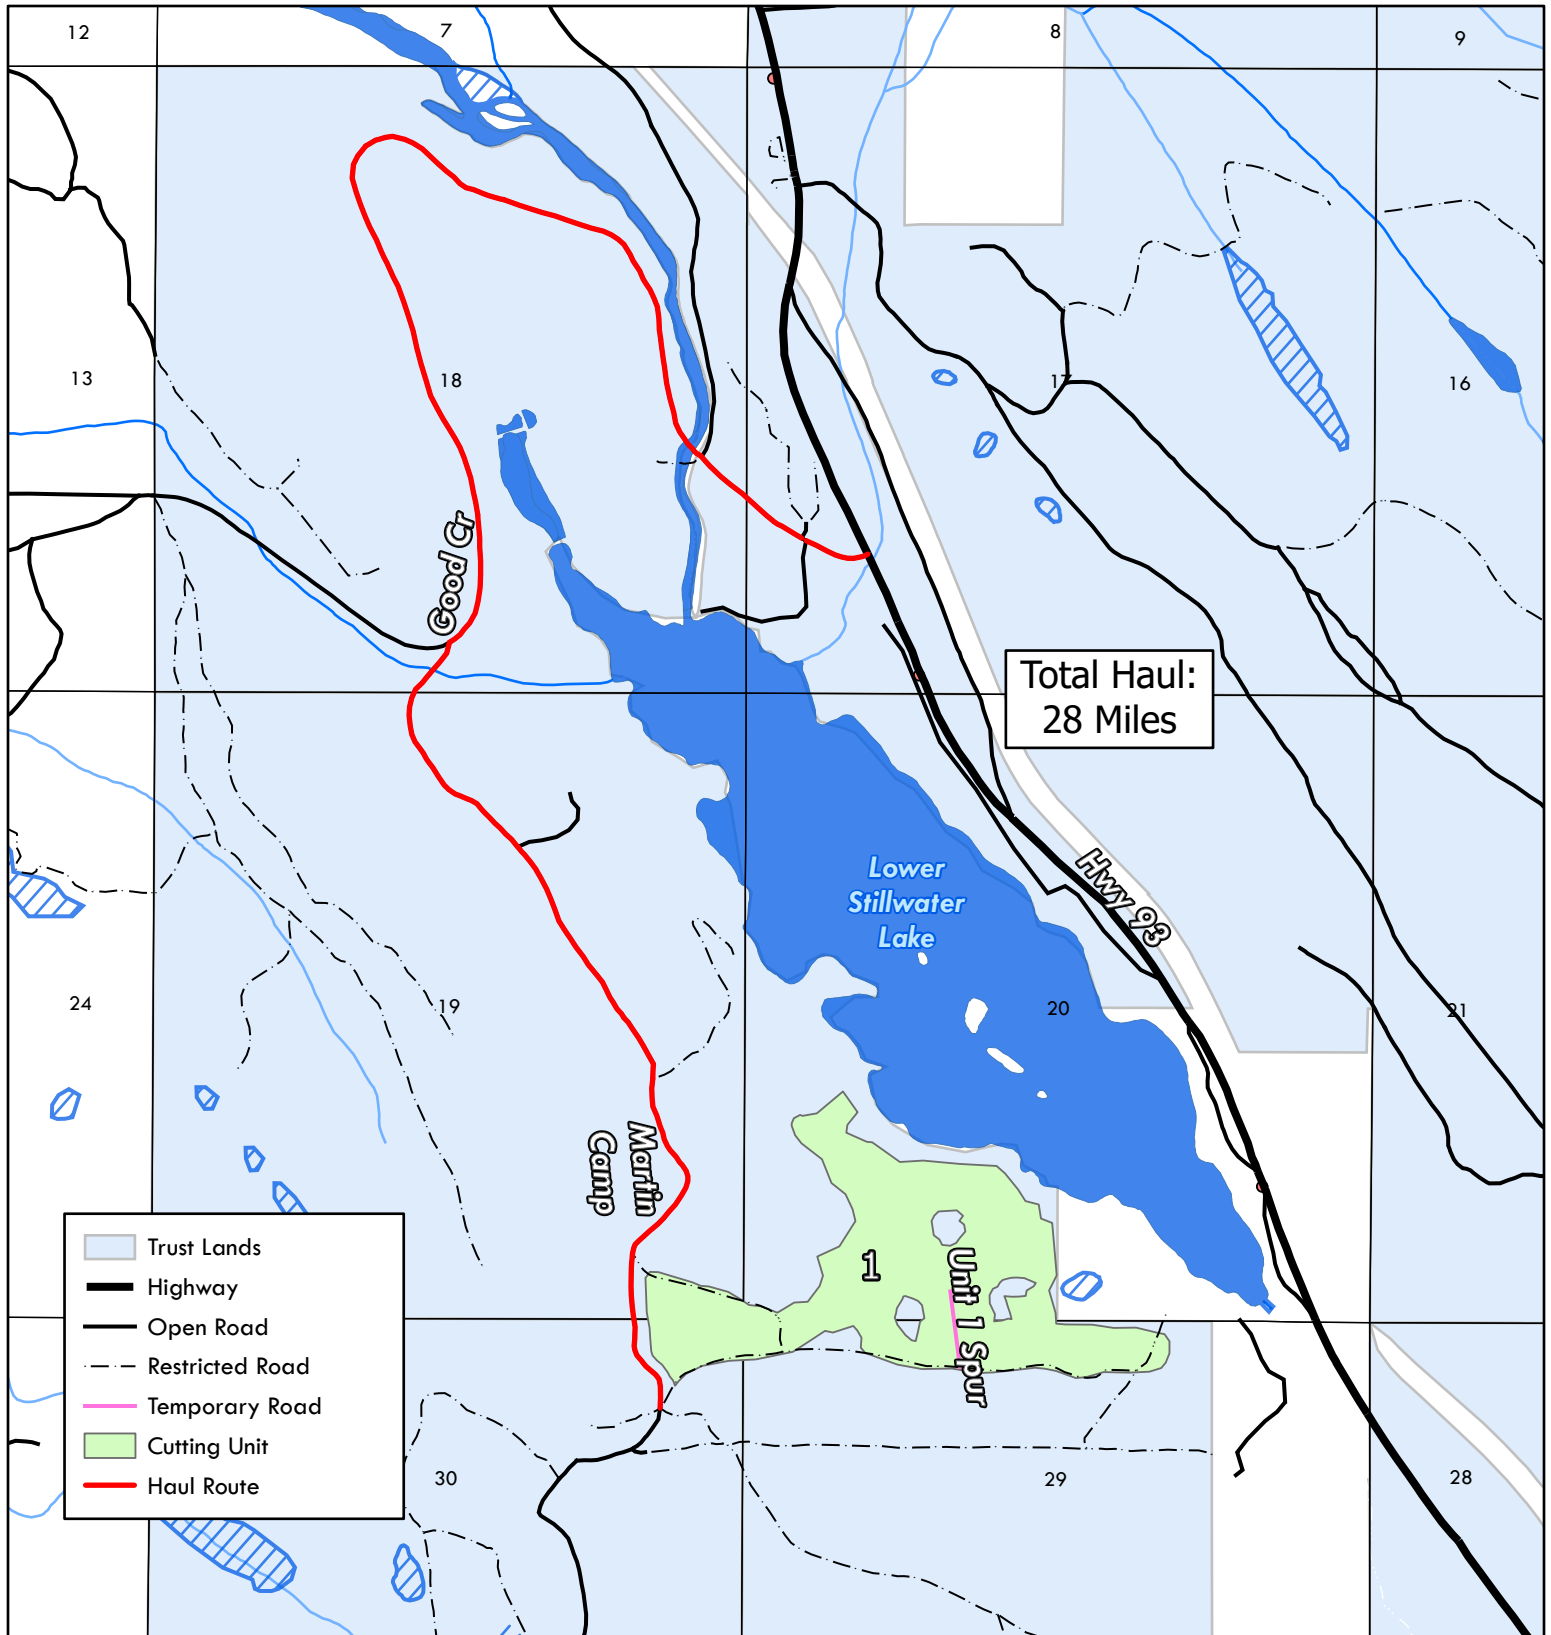 12
7
8
9
13
18
17
16
Good Cr
Total Haul:
28 Miles
Lower
Stillwater
Lake
Hwy 93
24
19
20
21
Martin
Camp
1
Unit 1 Spur
Trust Lands
Highway
Open Road
Restricted Road
Temporary Road
Cutting Unit
Haul Route
30
29
28